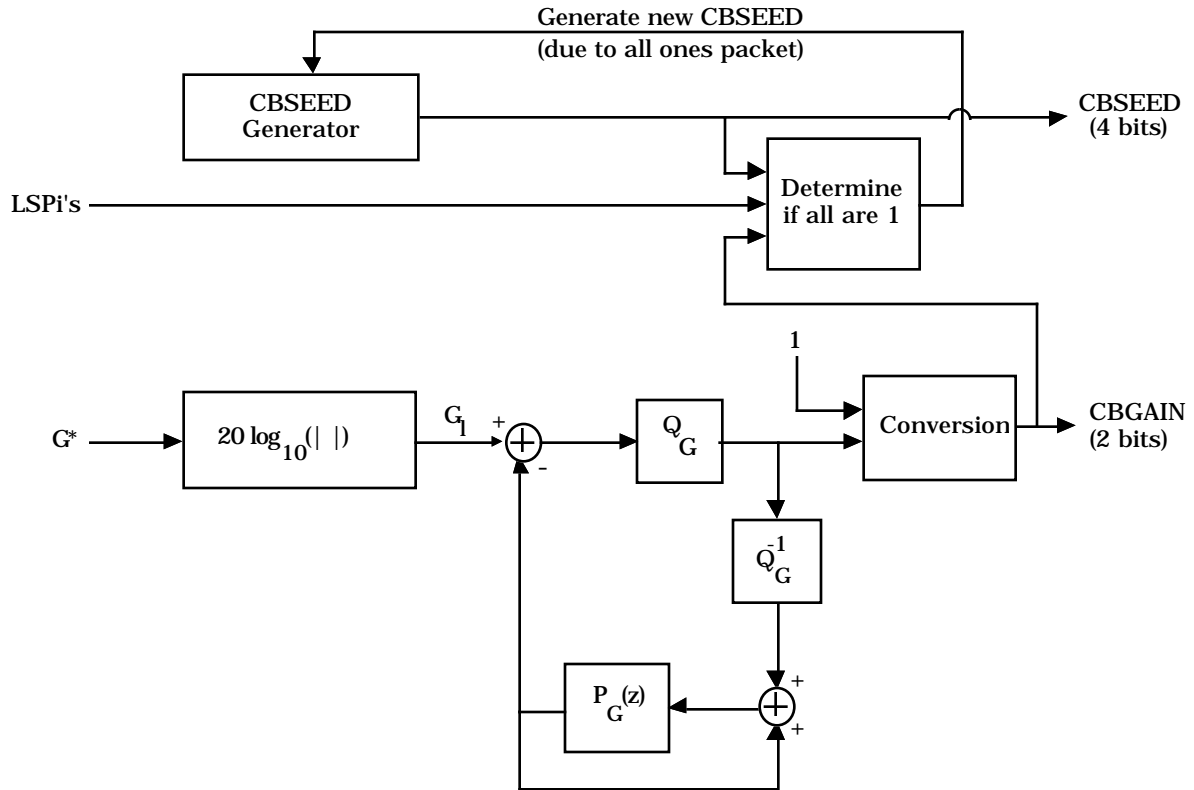 Generate new CBSEED
(due to all ones packet)
CBSEED
Generator
CBSEED
(4 bits)
Determine
if all are 1
LSPi's
1
G*
20 log10(| |)
Gl
+
+
-
QG
Conversion
CBGAIN
(2 bits)
QG-1
+
PG(z)
+
+